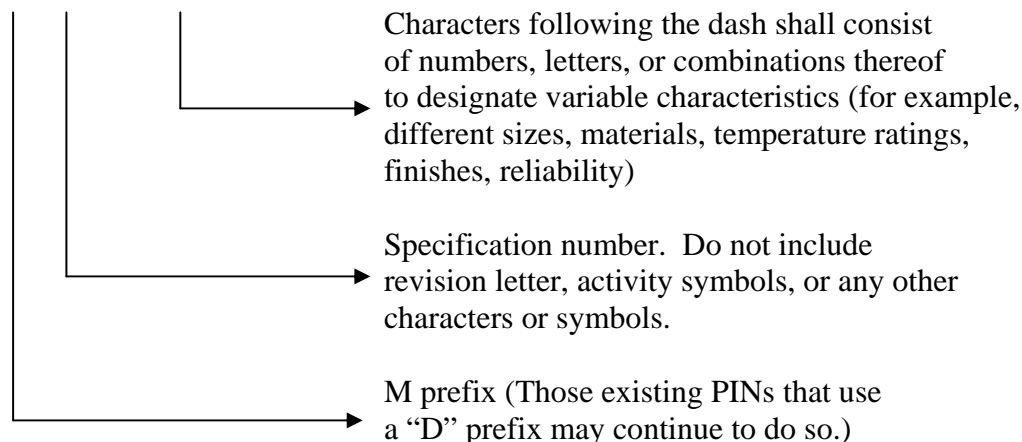 Characters following the dash shall consist
of numbers, letters, or combinations thereof
to designate variable characteristics (for example,
different sizes, materials, temperature ratings,
finishes, reliability)
Specification number.  Do not include
revision letter, activity symbols, or any other
characters or symbols.
M prefix (Those existing PINs that use
a “D” prefix may continue to do so.)